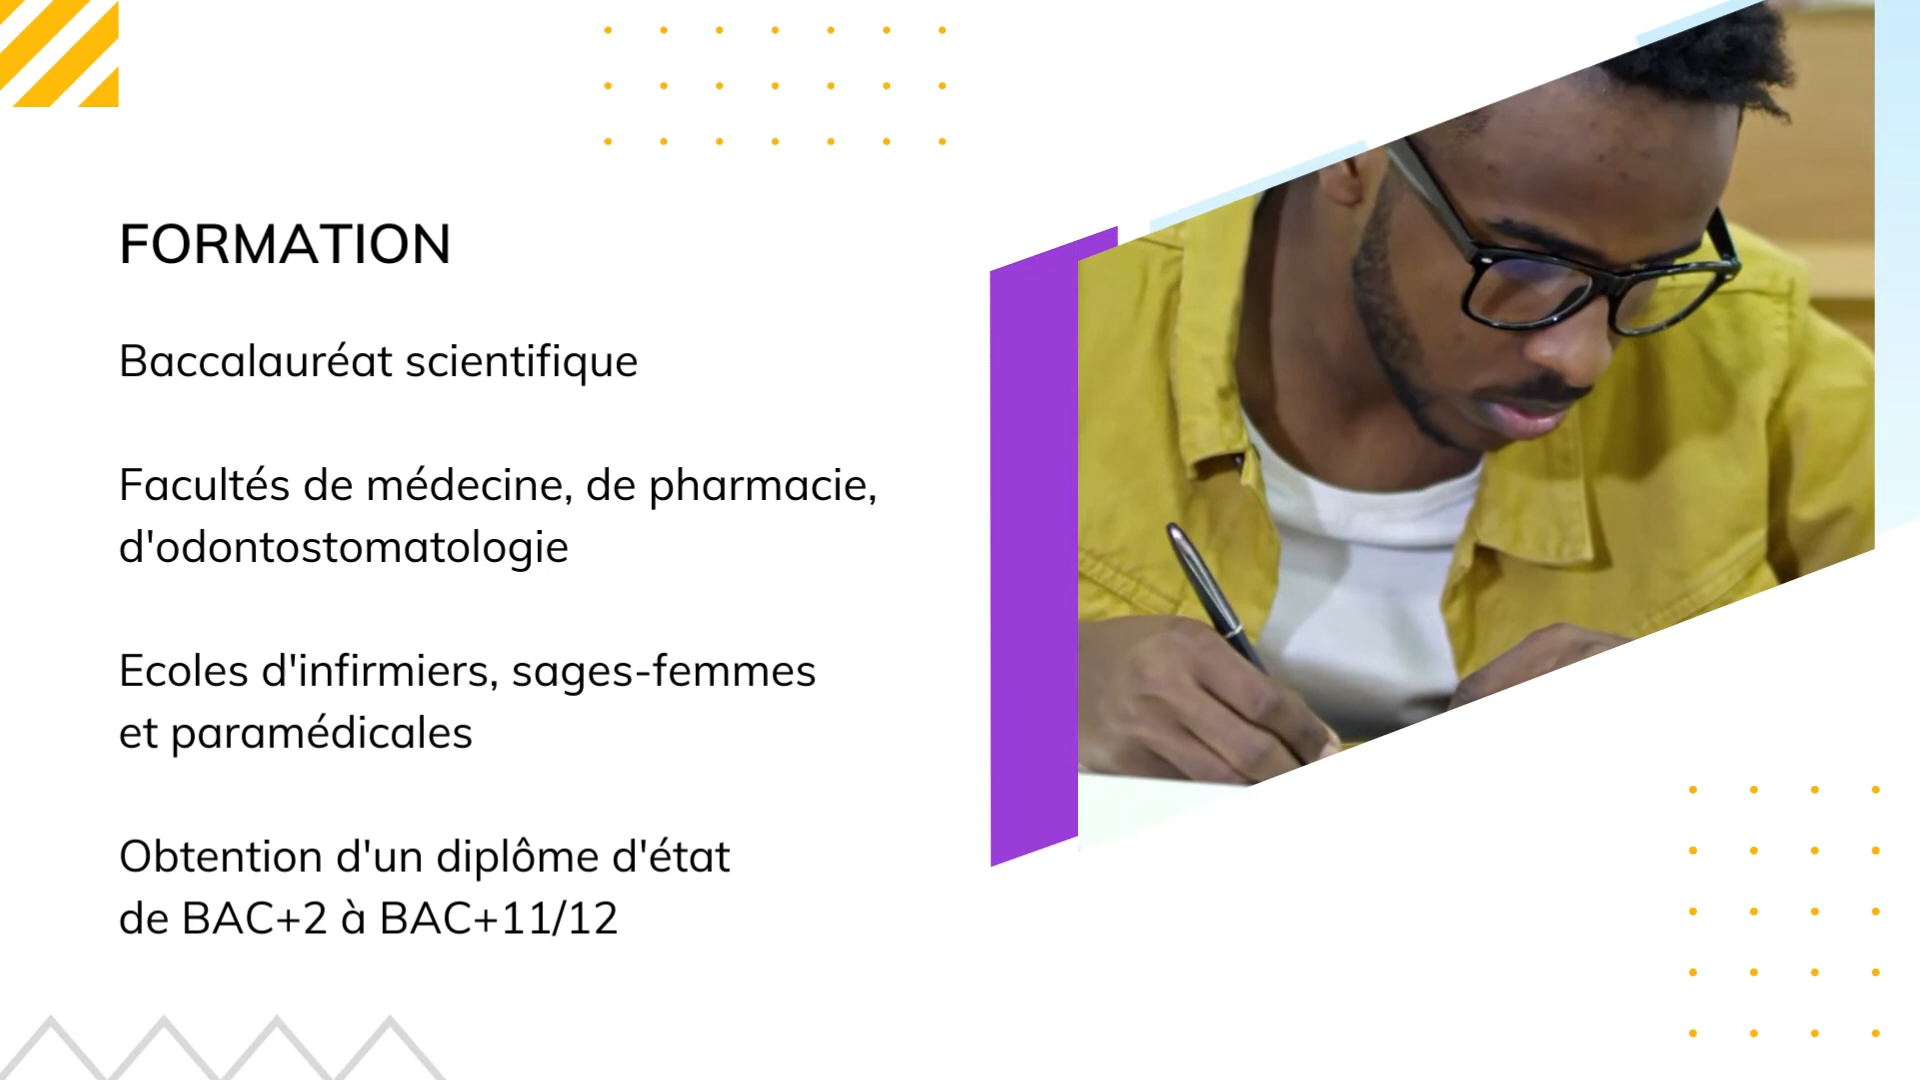 FORMATION
Baccalauréat scientifique
Facultés de médecine, de pharmacie,
d'odontostomatologie
Ecoles d'infirmiers, sages-femmes
et paramédicales
Obtention d'un diplôme d'état
de BAC+2 à BAC+11/12